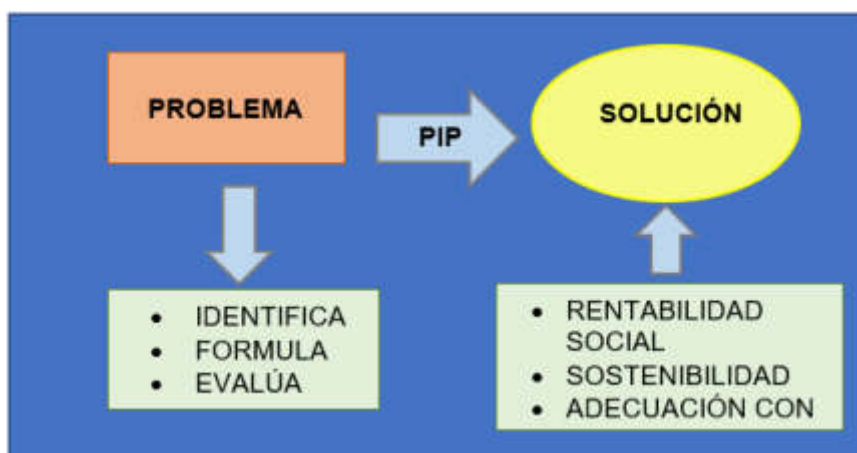 PROBLEMA
PIP
SOLUCIÓN
• IDENTIFICA
• FORMULA
• EVALÚA
• RENTABILIDAD
SOCIAL
• SOSTENIBILIDAD
• ADECUACIÓN CON